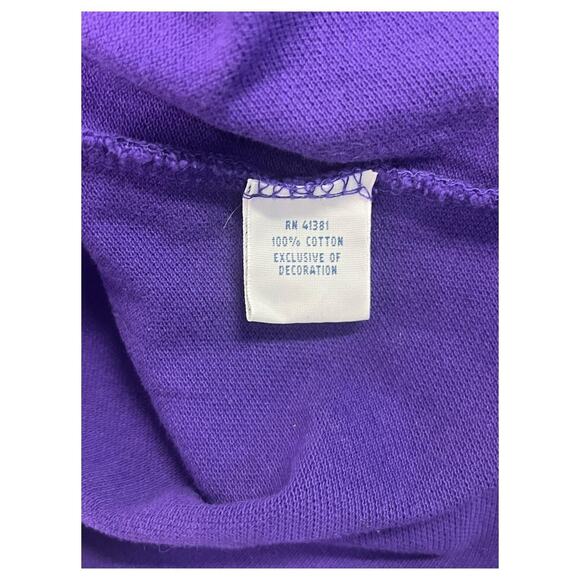 RN 41381
100% COTTON
EXCLUSIVE OF
DECORATION